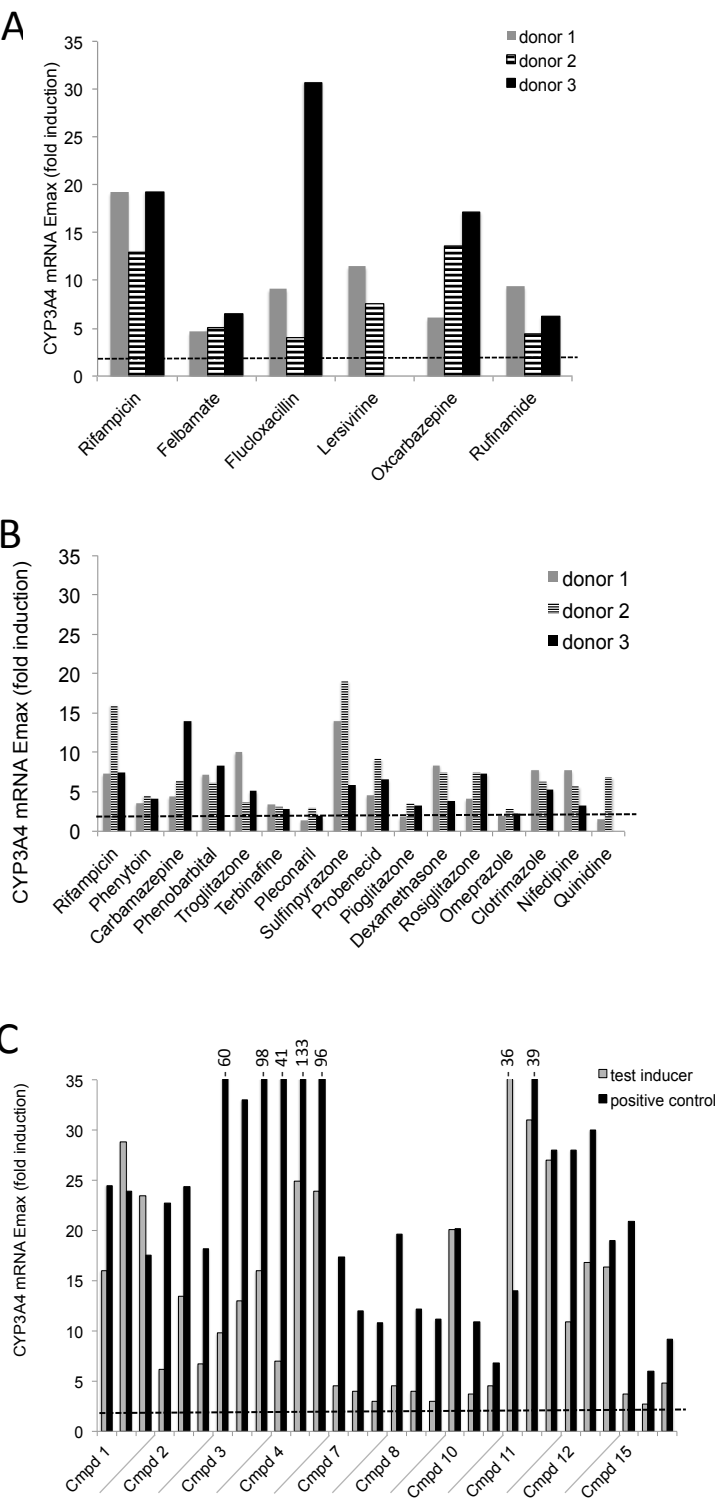 A
CYP3A4 mRNA Emax (fold induction)
35
30
25
20
15
10
5
0
donor 1
donor 2
donor 3
Rifampicin
Felbamate
Flucloxacillin
Lersivirine
Oxcarbazepine
Rufinamide
B
CYP3A4 mRNA Emax (fold induction)
35
30
25
20
15
10
5
0
donor 1
donor 2
donor 3
Rifampicin
Phenytoin
Carbamazepine
Phenobarbital
Troglitazone
Terbinafine
Pleconaril
Sulfinpyrazone
Probenecid
Pioglitazone
Dexamethasone
Rosiglitazone
Omeprazole
Clotrimazole
Nifedipine
Quinidine
C
CYP3A4 mRNA Emax (fold induction)
35
30
25
20
15
10
5
0
60
98
41
133
96
36
39
test inducer
positive control
Cmpd 1
Cmpd 2
Cmpd 3
Cmpd 4
Cmpd 7
Cmpd 8
Cmpd 10
Cmpd 11
Cmpd 12
Cmpd 15